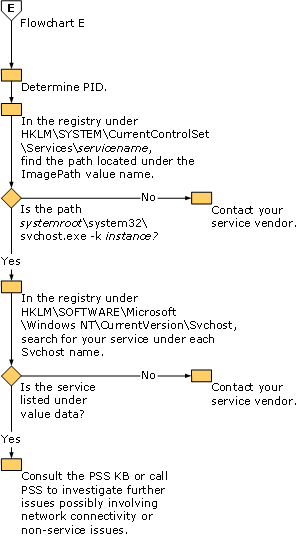 E
Flowchart E
Determine PID.
In the registry under
HKLM\SYSTEM\CurrentControlSet
\Services\servicename,
find the path located under the
ImagePath value name.
No
Is the path
systemroot\system32\
svchost.exe -k instance?
Contact your
service vendor.
Yes
In the registry under
HKLM\SOFTWARE\Microsoft
\Windows NT\CurrentVersion\Svchost,
search for your service under each
Svchost name.
No
Is the service
listed under
value data?
Contact your
service vendor.
Yes
Consult the PSS KB or call
PSS to investigate further
issues possibly involving
network connectivity or
non-service issues.